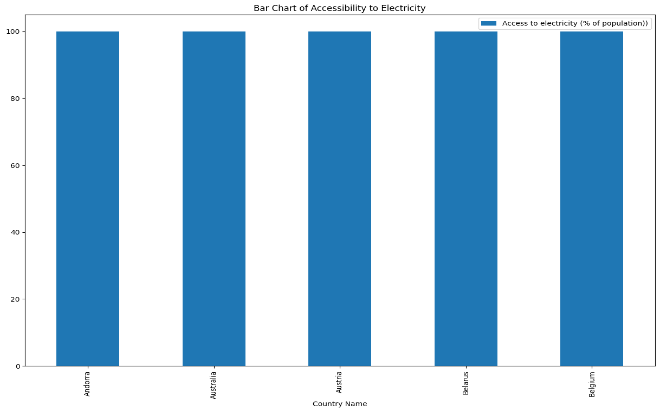 Bar Chart of Accessibility to Electricity
Access to electricity (% of population))
100
80
60
40
20
0
Andorra
Australia
Austria
Belarus
Belgium
Country Name